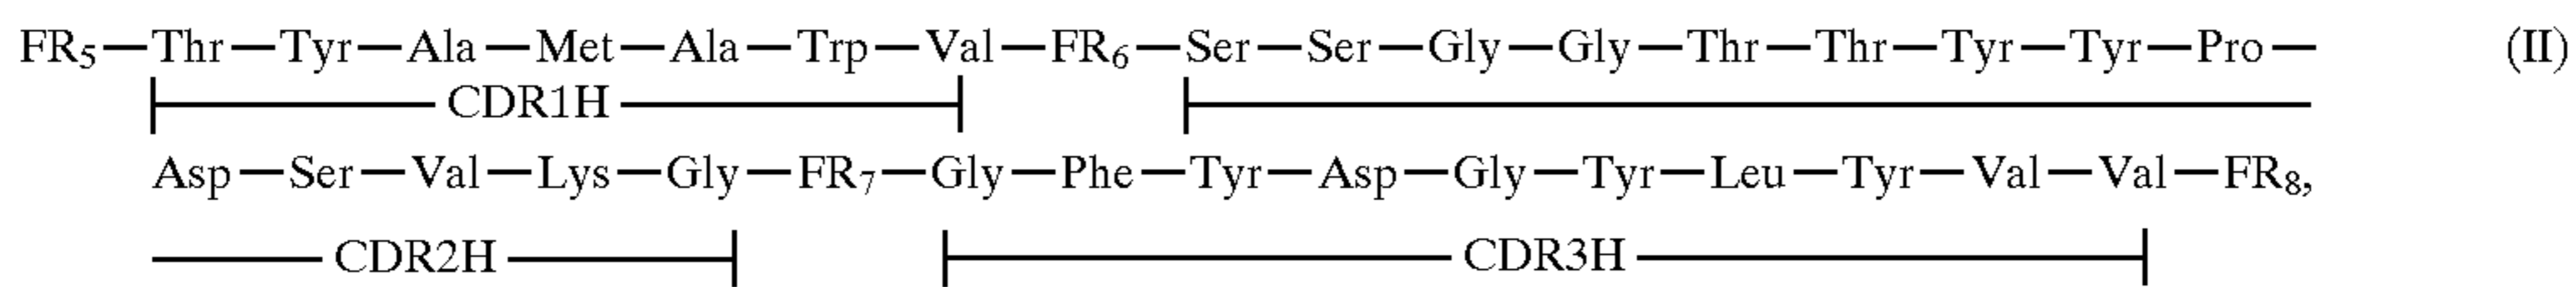 FR₅—Thr—Tyr—Ala—Met—Ala—Trp—Val—FR₆—Ser—Ser—Gly—Gly—Thr—Thr—Tyr—Tyr—Pro— (II)
CDR1H
Asp—Ser—Val—Lys—Gly—FR₇—Gly—Phe—Tyr—Asp—Gly—Tyr—Leu—Tyr—Val—Val—FR₈,
CDR2H CDR3H